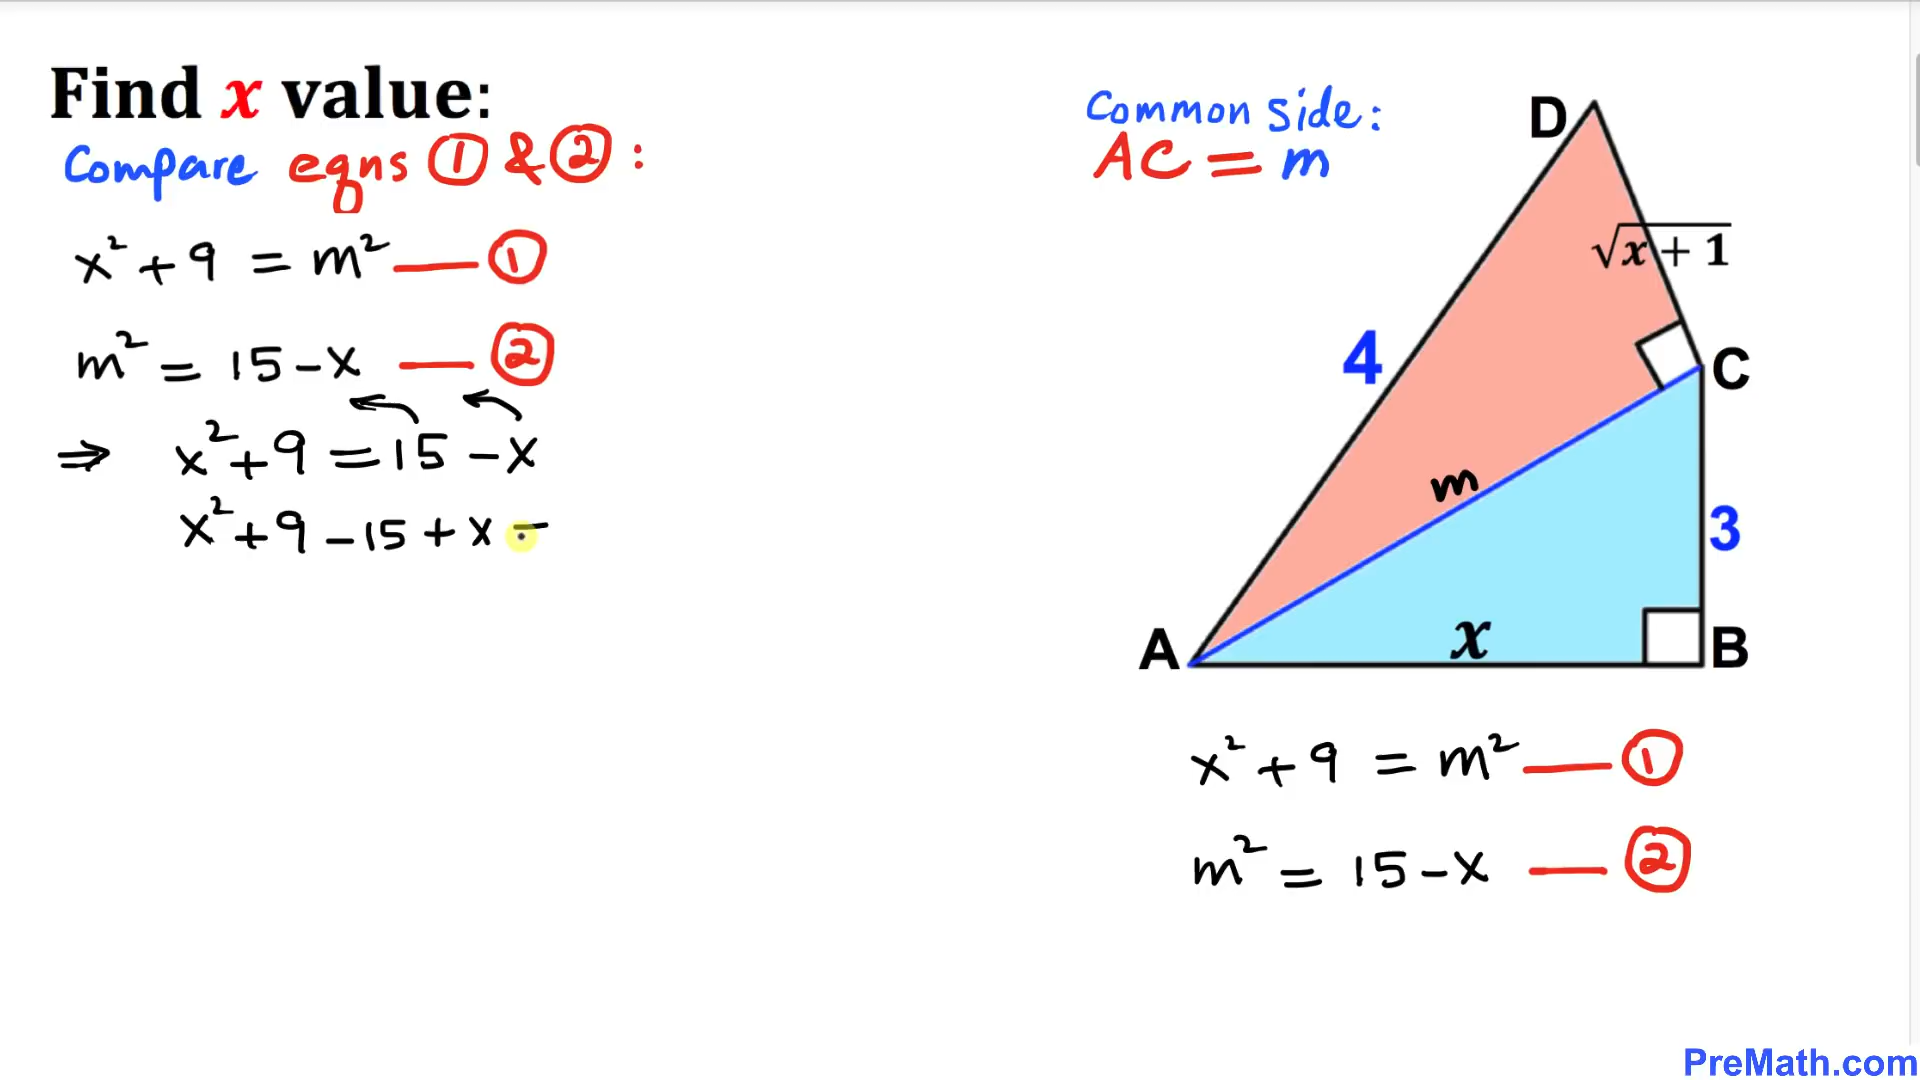 Find x value:
Compare eqns ① & ② :
x² + 9 = m² — ①
m² = 15 - x — ②
⇒ x² + 9 = 15 - x
x² + 9 - 15 + x =
Common side:
AC = m
D
√x + 1
4
C
m
3
x
A
B
x² + 9 = m² — ①
m² = 15 - x — ②
PreMath.com